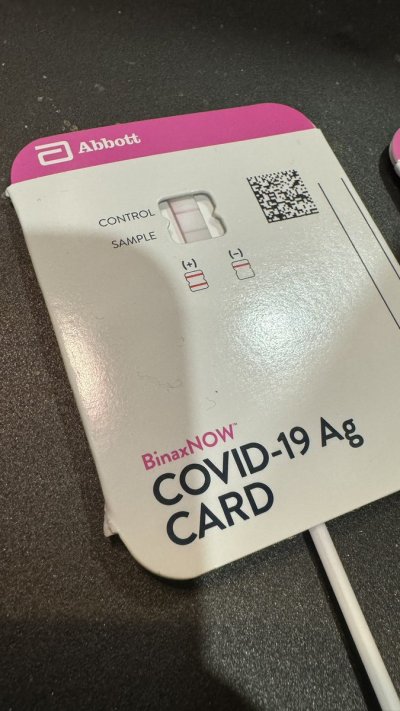 Abbott
CONTROL
SAMPLE
(+) (-)
BinaxNOW™
COVID-19 Ag
CARD